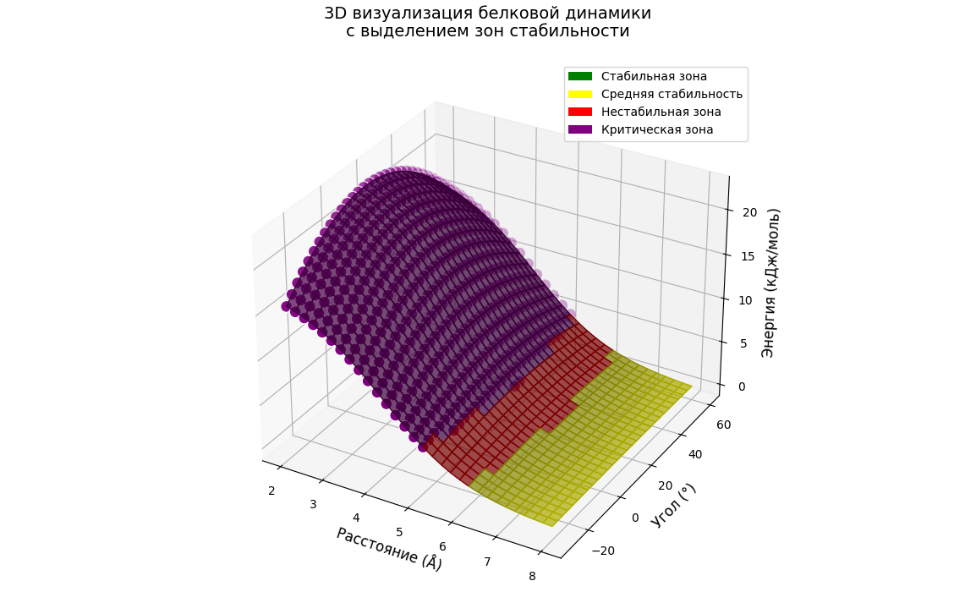 3D визуализация белковой динамики
с выделением зон стабильности
Стабильная зона
Средняя стабильность
Нестабильная зона
Критическая зона
20
15
10
5
0
Энергия (кДж/моль)
60
40
20
0
−20
Угол (°)
2
3
4
5
6
7
8
Расстояние (Å)